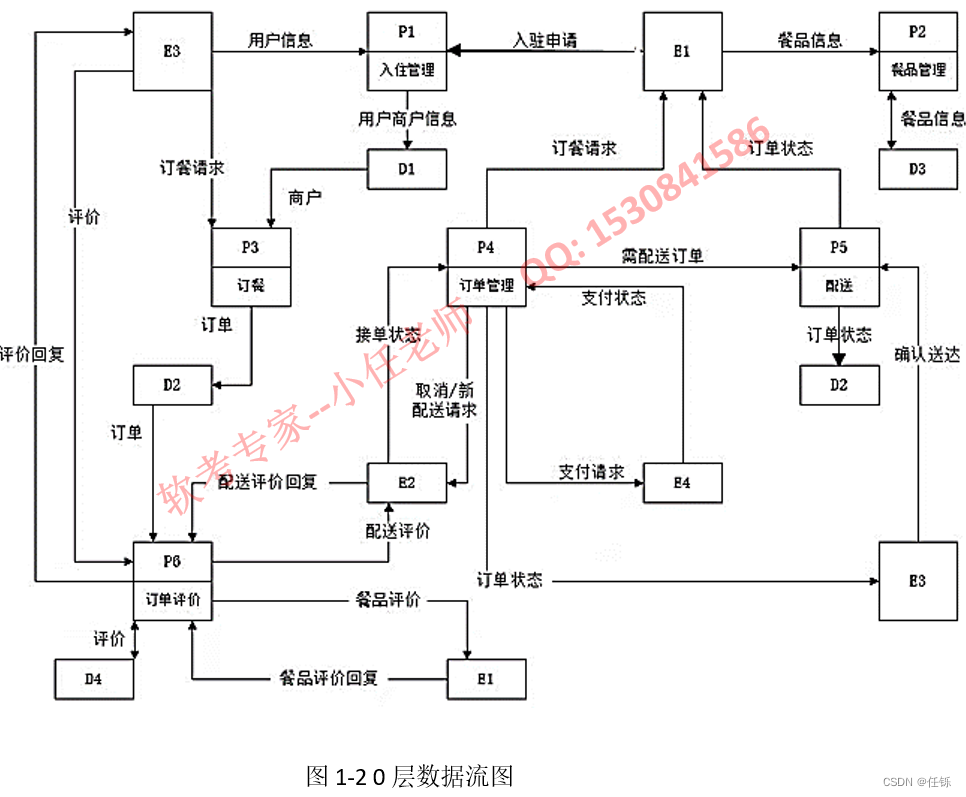 E3
用户信息
P1
入住管理
入驻申请
E1
餐品信息
P2
餐品管理
用户商户信息
餐品信息
D1
D3
订餐请求
商户
订餐请求
订单状态
评价
P3
订餐
P4
订单管理
需配送订单
支付状态
P5
配送
评价回复
订单
接单状态
订单状态
确认送达
D2
取消/新
配送请求
D2
订单
配送评价回复
E2
支付请求
E4
配送评价
P6
订单评价
餐品评价
订单状态
E3
评价
D4
餐品评价回复
E1
软考专家--小任老师 QQ: 1530841586
图 1-2 0 层数据流图
CSDN @任铄